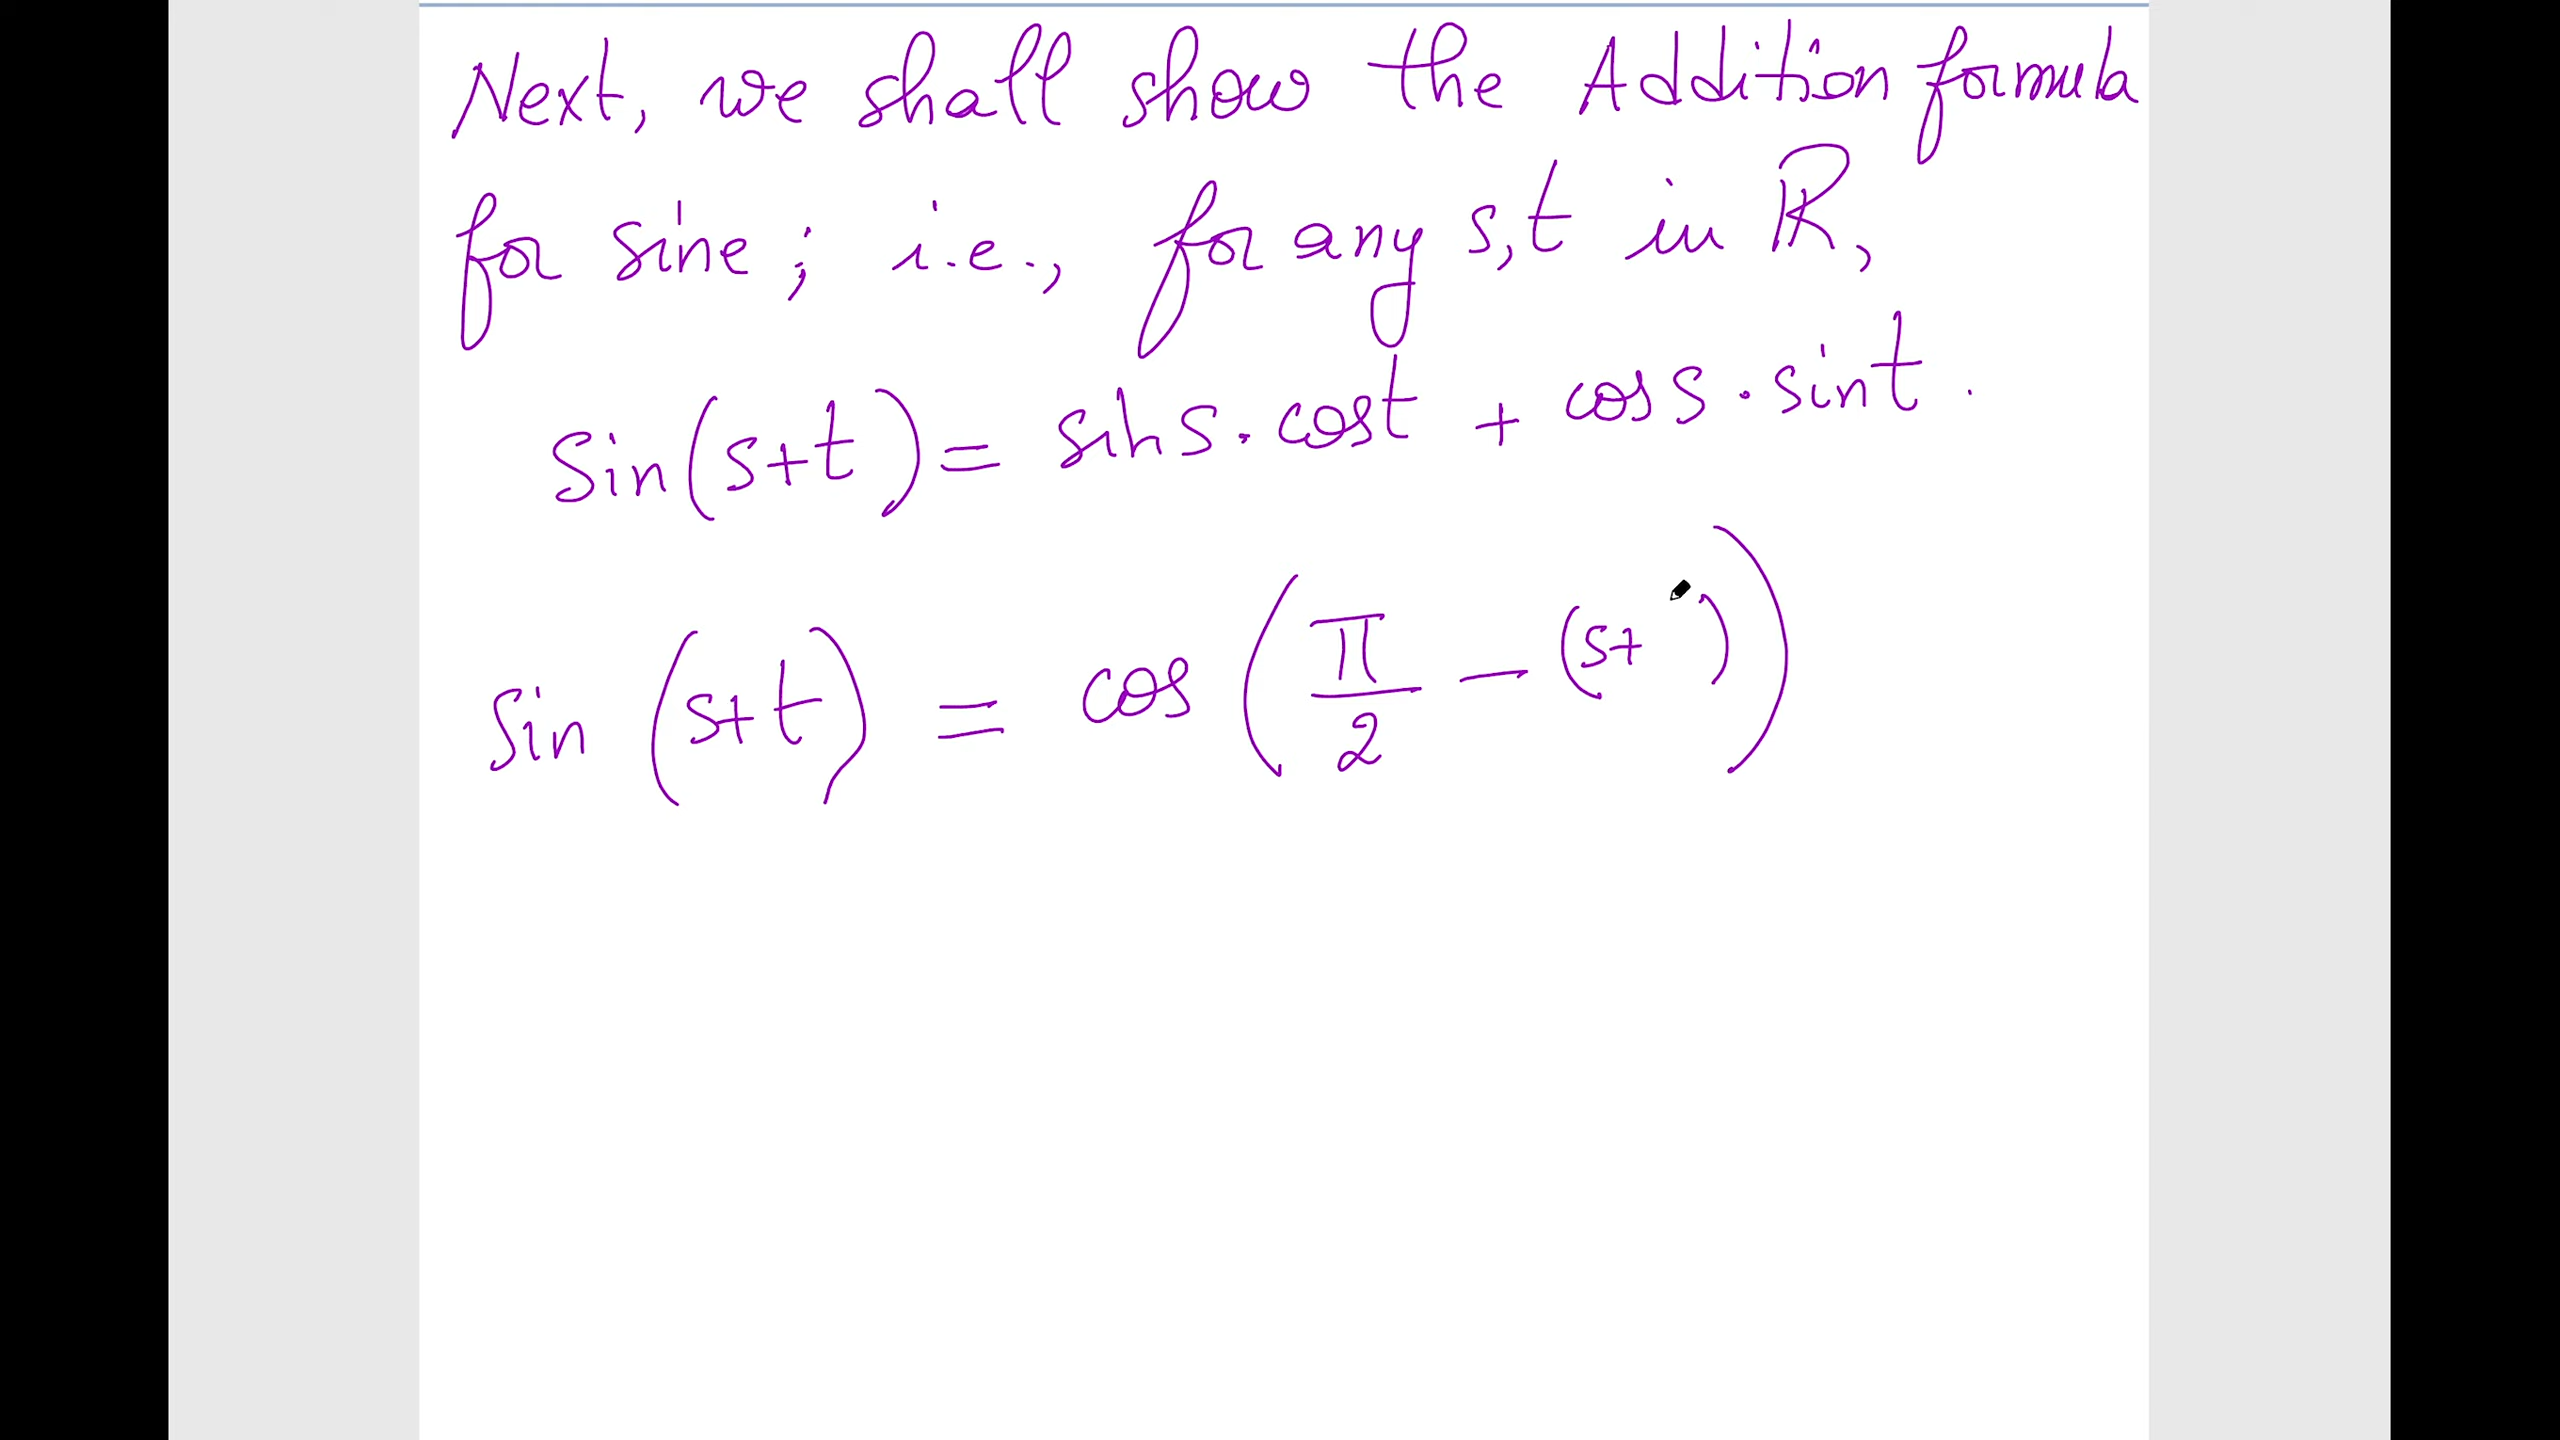 Next, we shall show the Addition formula
for sine; i.e., for any s,t in ℝ,
Sin(s+t) = sin s · cos t + cos s · sin t .
Sin (s+t) = cos (π/2 − (s+ ))